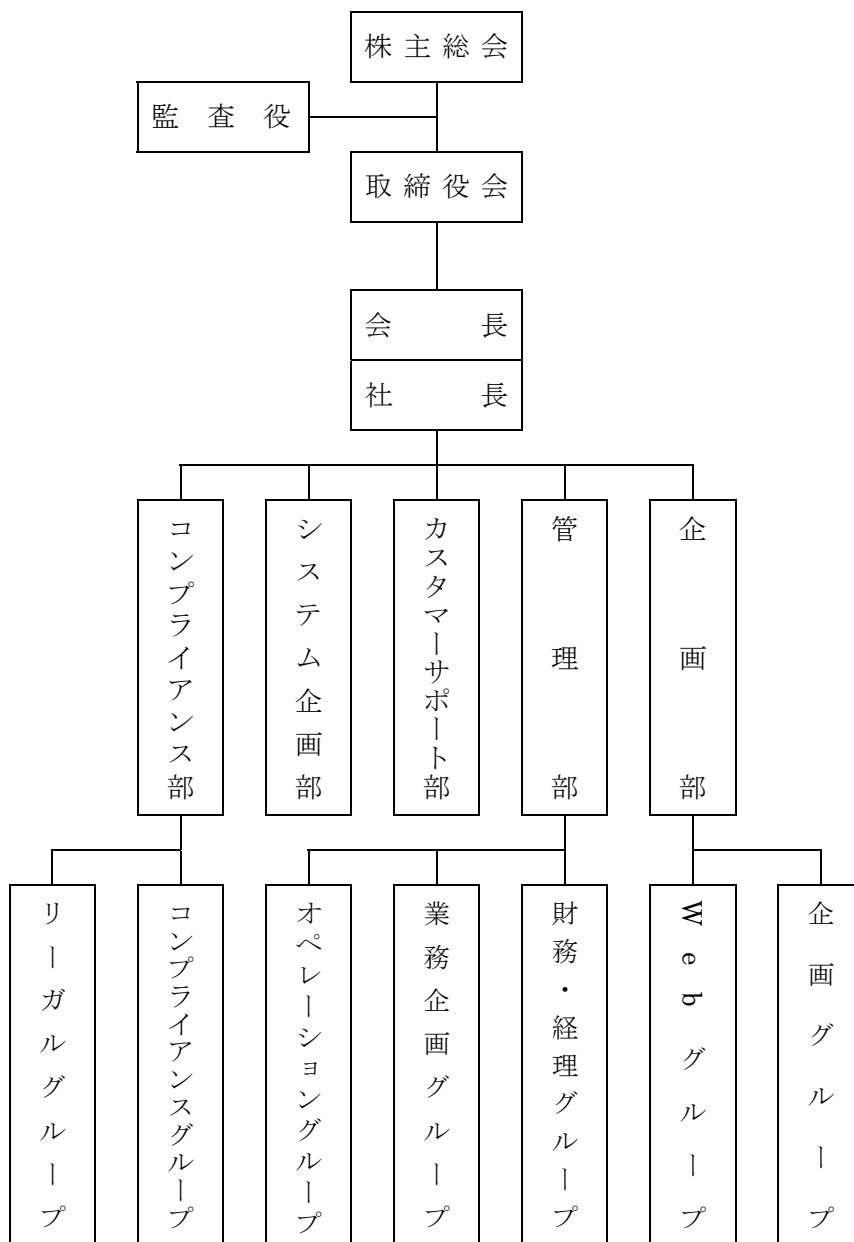 株主総会
監査役
取締役会
会長
社長
コンプライアンス部
システム企画部
カスタマーサポート部
管理部
企画部
リーガルグループ
コンプライアンスグループ
オペレーショングループ
業務企画グループ
財務・経理グループ
Webグループ
企画グループ